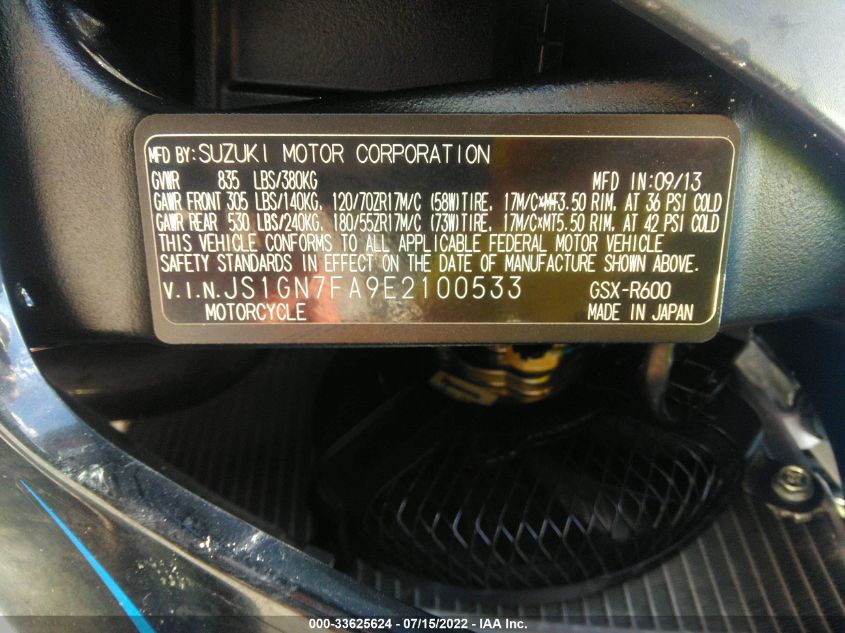 MFD BY:SUZUKI MOTOR CORPORATION
GVWR 835 LBS/380KG MFD IN:09/13
GAWR FRONT 305 LBS/140KG, 120/70ZR17M/C (58W)TIRE, 17M/C×MT3.50 RIM, AT 36 PSI COLD
GAWR REAR 530 LBS/240KG, 180/55ZR17M/C (73W)TIRE, 17M/C×MT5.50 RIM, AT 42 PSI COLD
THIS VEHICLE CONFORMS TO ALL APPLICABLE FEDERAL MOTOR VEHICLE
SAFETY STANDARDS IN EFFECT ON THE DATE OF MANUFACTURE SHOWN ABOVE.
V.I.N.JS1GN7FA9E2100533 GSX-R600
MOTORCYCLE MADE IN JAPAN
000-33625624 - 07/15/2022 - IAA Inc.